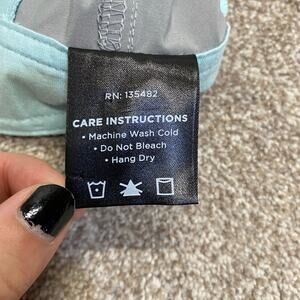 RN: 135482
CARE INSTRUCTIONS
• Machine Wash Cold
• Do Not Bleach
• Hang Dry